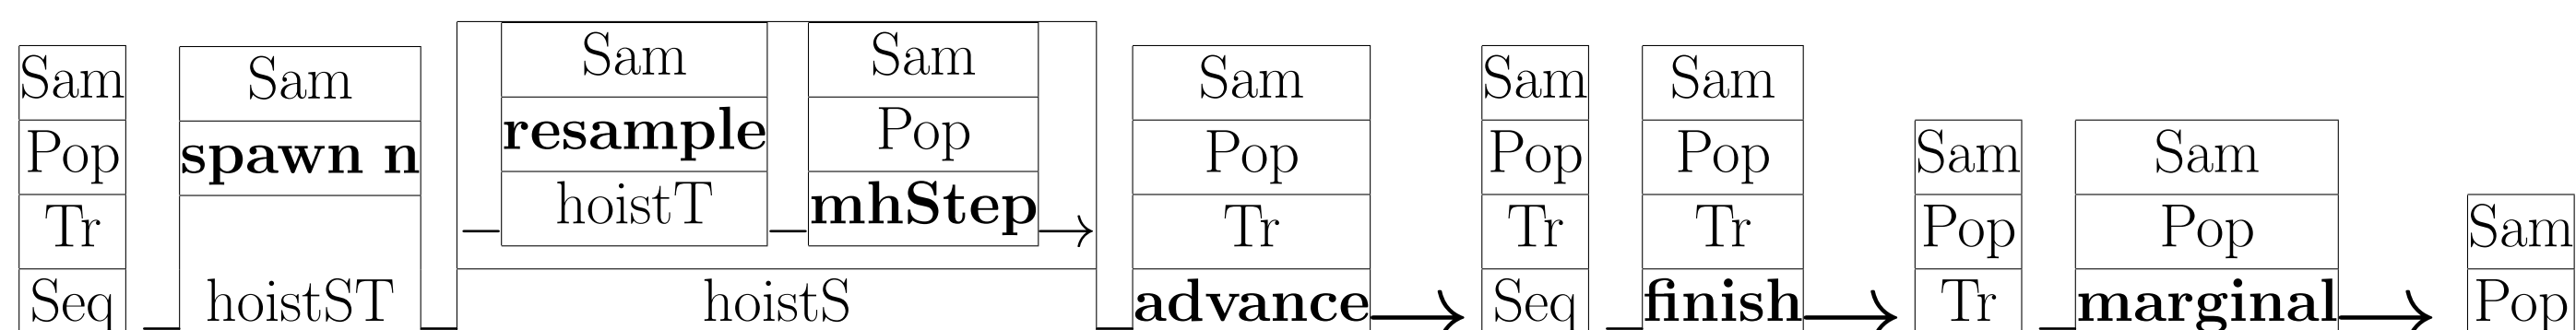 Sam
Pop
Tr
Seq
Sam
spawn n
hoistST
Sam
resample
hoistT
Sam
Pop
mhStep
hoistS
Sam
Pop
Tr
advance
Sam
Pop
Tr
Seq
Sam
Pop
Tr
finish
Sam
Pop
Tr
Sam
Pop
marginal
Sam
Pop